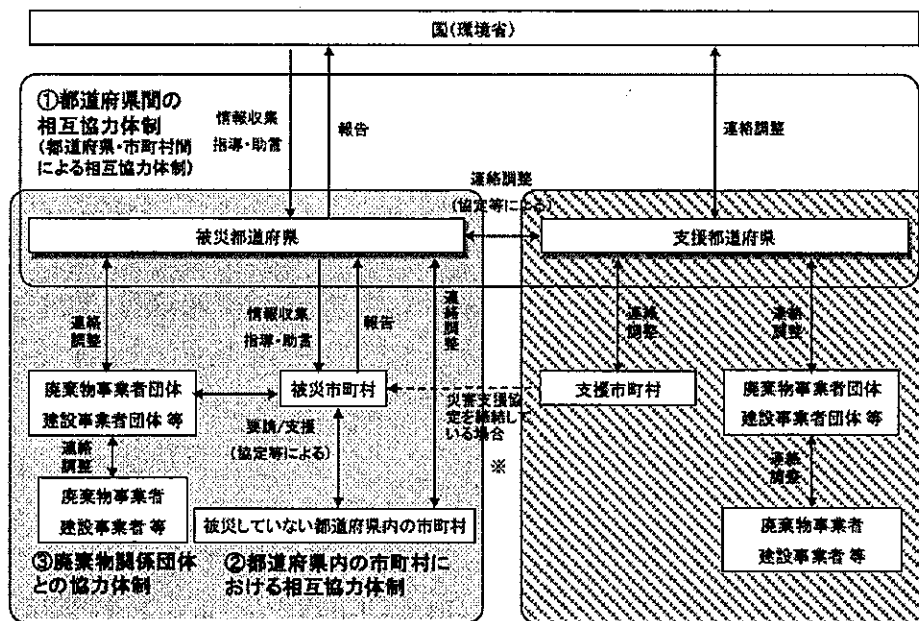 国(環境省)
①都道府県間の
相互協力体制
(都道府県・市町村間
による相互協力体制)
情報収集
指導・助言
報告
連絡調整
連絡調整
(協定等による)
被災都道府県
支援都道府県
連絡
調整
情報収集
指導・助言
報告
連絡
調整
連絡
調整
連絡
調整
廃棄物事業者団体
建設事業者団体 等
被災市町村
災害支援協
定を締結して
いる場合
※
支援市町村
廃棄物事業者団体
建設事業者団体 等
連絡
調整
要請/支援
(協定等による)
連絡
調整
廃棄物事業者
建設事業者 等
被災していない都道府県内の市町村
廃棄物事業者
建設事業者 等
③廃棄物関係団体
との協力体制
②都道府県内の市町村に
おける相互協力体制